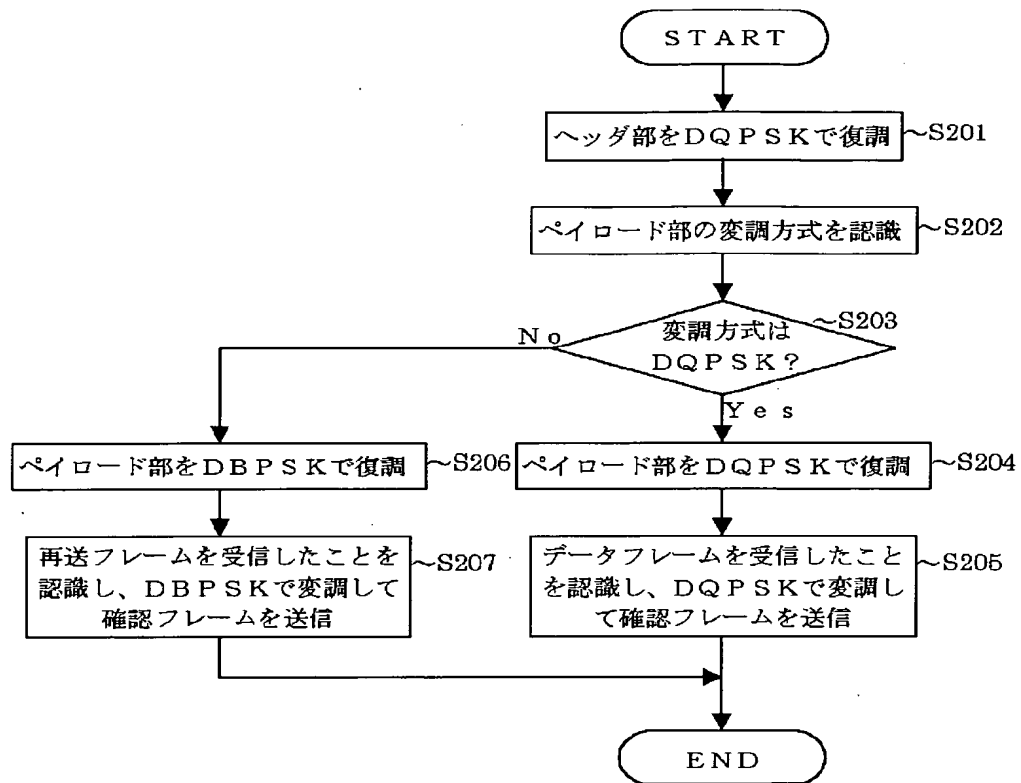 ＳＴＡＲＴ
ヘッダ部をＤＱＰＳＫで復調
～S201
ペイロード部の変調方式を認識
～S202
～S203
変調方式は
ＤＱＰＳＫ？
Ｎｏ
Ｙｅｓ
ペイロード部をＤＢＰＳＫで復調
～S206
ペイロード部をＤＱＰＳＫで復調
～S204
再送フレームを受信したことを
認識し、ＤＢＰＳＫで変調して
確認フレームを送信
～S207
データフレームを受信したこと
を認識し、ＤＱＰＳＫで変調し
て確認フレームを送信
～S205
ＥＮＤ